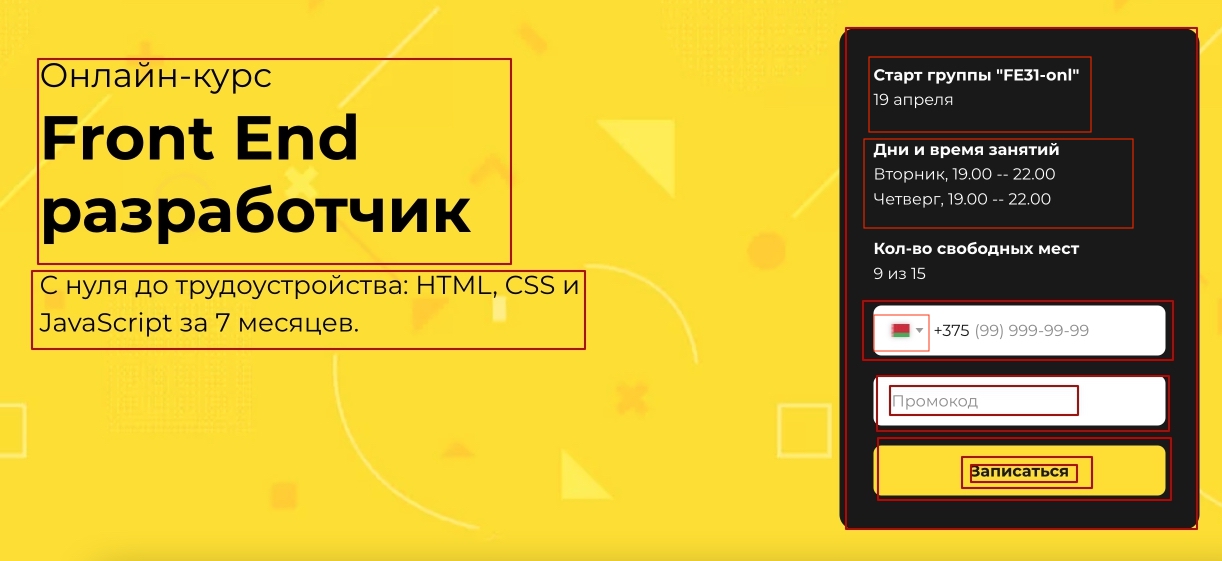 Онлайн-курс
Front End
разработчик
С нуля до трудоустройства: HTML, CSS и
JavaScript за 7 месяцев.
Старт группы "FE31-onl"
19 апреля
Дни и время занятий
Вторник, 19.00 -- 22.00
Четверг, 19.00 -- 22.00
Кол-во свободных мест
9 из 15
+375 (99) 999-99-99
Промокод
Записаться